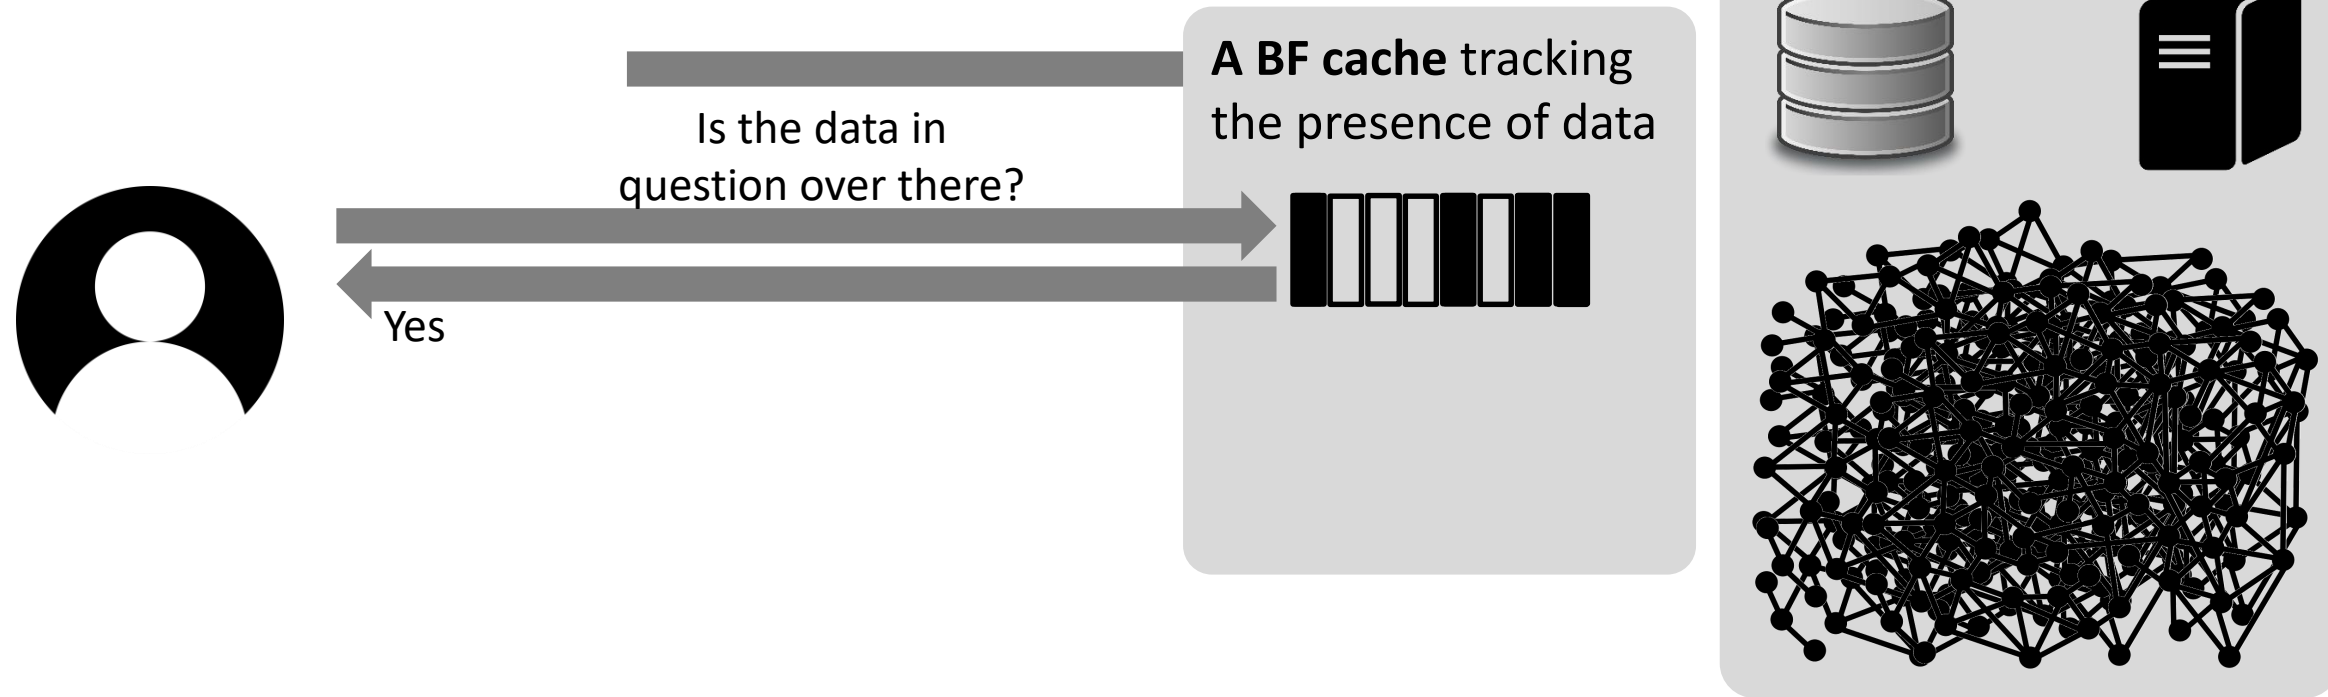 A BF cache tracking
the presence of data
Is the data in
question over there?
Yes